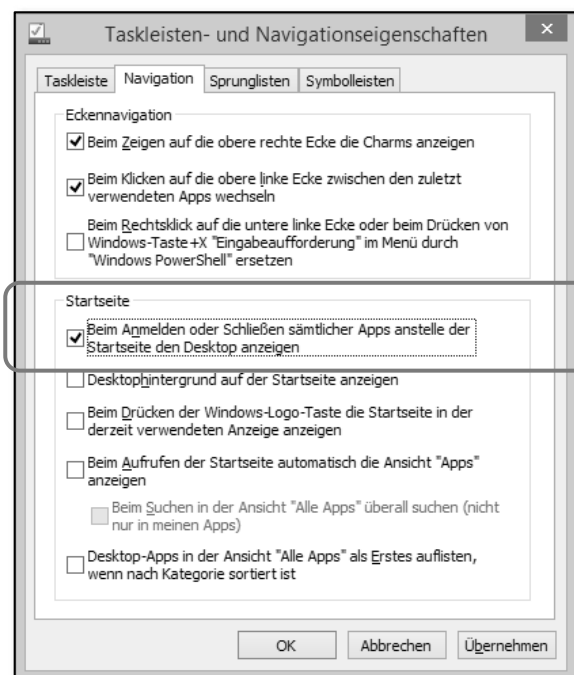 Taskleisten- und Navigationseigenschaften
Taskleiste Navigation Sprunglisten Symbolleisten
Eckennavigation
Beim Zeigen auf die obere rechte Ecke die Charms anzeigen
Beim Klicken auf die obere linke Ecke zwischen den zuletzt
verwendeten Apps wechseln
Beim Rechtsklick auf die untere linke Ecke oder beim Drücken von
Windows-Taste+X "Eingabeaufforderung" im Menü durch
"Windows PowerShell" ersetzen
Startseite
Beim Anmelden oder Schließen sämtlicher Apps anstelle der
Startseite den Desktop anzeigen
Desktophintergrund auf der Startseite anzeigen
Beim Drücken der Windows-Logo-Taste die Startseite in der
derzeit verwendeten Anzeige anzeigen
Beim Aufrufen der Startseite automatisch die Ansicht "Apps"
anzeigen
Beim Suchen in der Ansicht "Alle Apps" überall suchen (nicht
nur in meinen Apps)
Desktop-Apps in der Ansicht "Alle Apps" als Erstes auflisten,
wenn nach Kategorie sortiert ist
OK Abbrechen Übernehmen